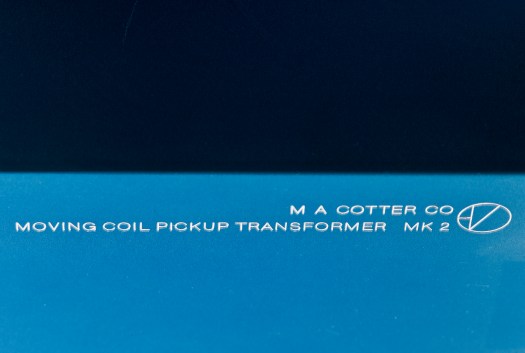 M A COTTER CO
MOVING COIL PICKUP TRANSFORMER MK 2